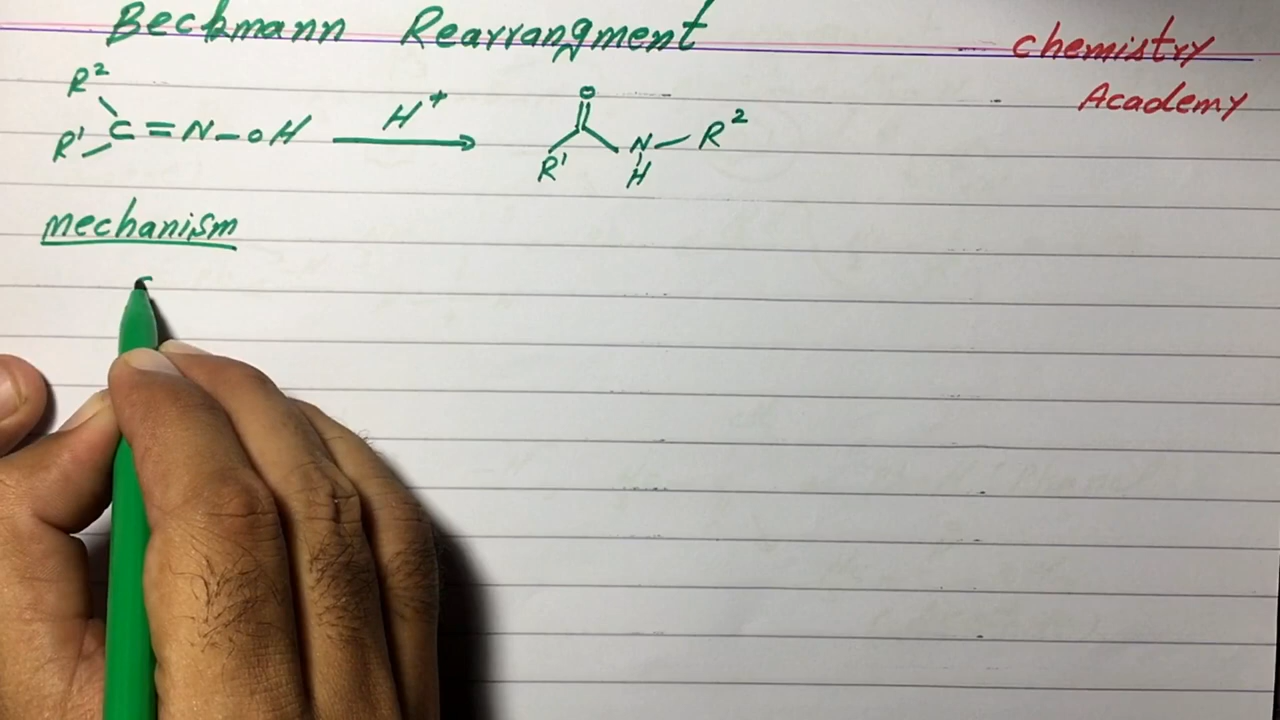 Beckmann Rearrangment
chemistry
Academy
R²
R¹ C=N-OH H⁺ → O
R¹ N-R²
H
mechanism